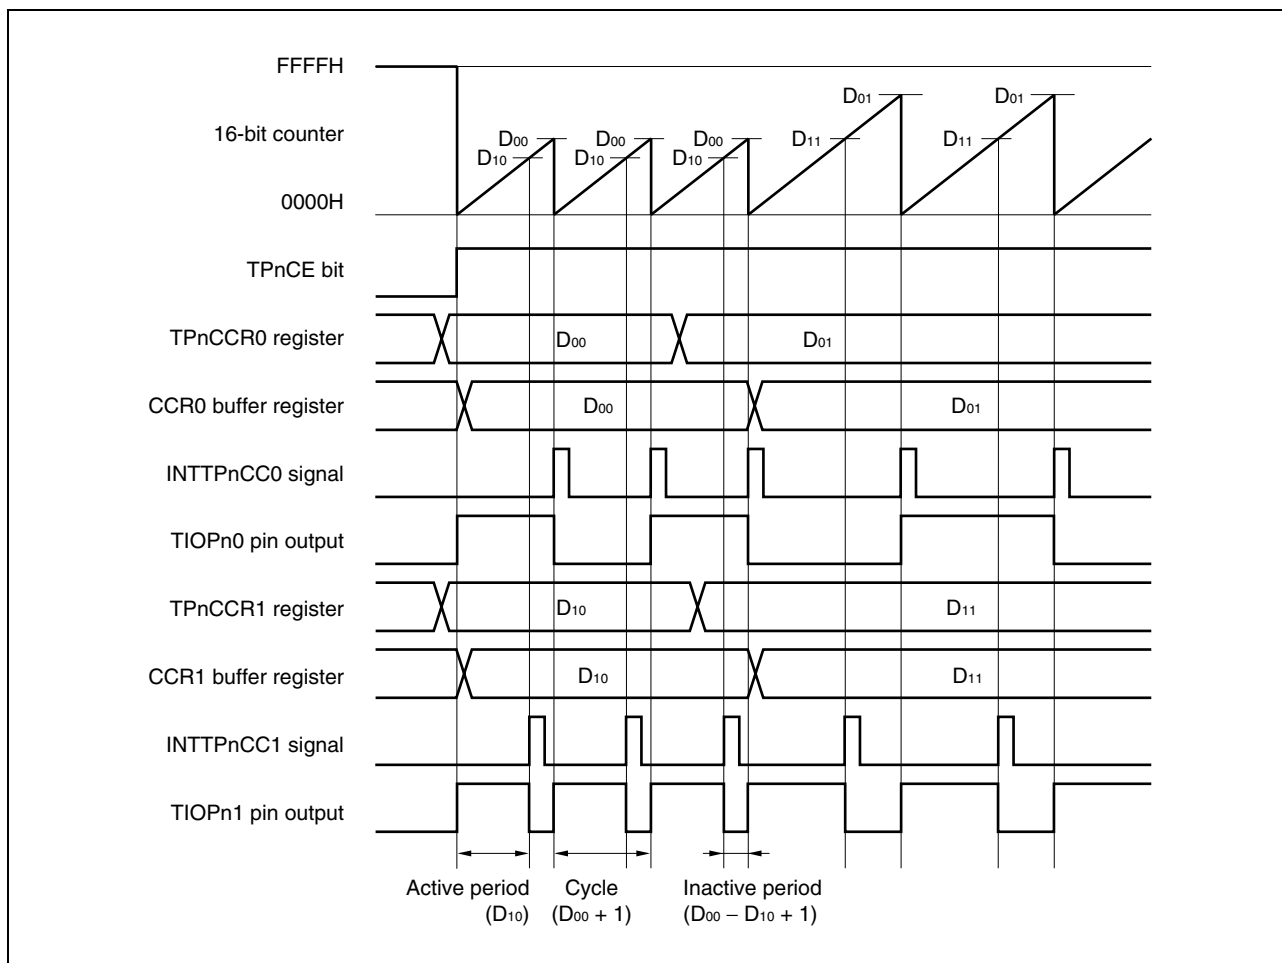 FFFFH
D01 D01
16-bit counter D00 D00 D00 D11 D11
D10 D10 D10
0000H
TPnCE bit
TPnCCR0 register D00 D01
CCR0 buffer register D00 D01
INTTPnCC0 signal
TIOPn0 pin output
TPnCCR1 register D10 D11
CCR1 buffer register D10 D11
INTTPnCC1 signal
TIOPn1 pin output
Active period Cycle Inactive period
(D10) (D00 + 1) (D00 − D10 + 1)